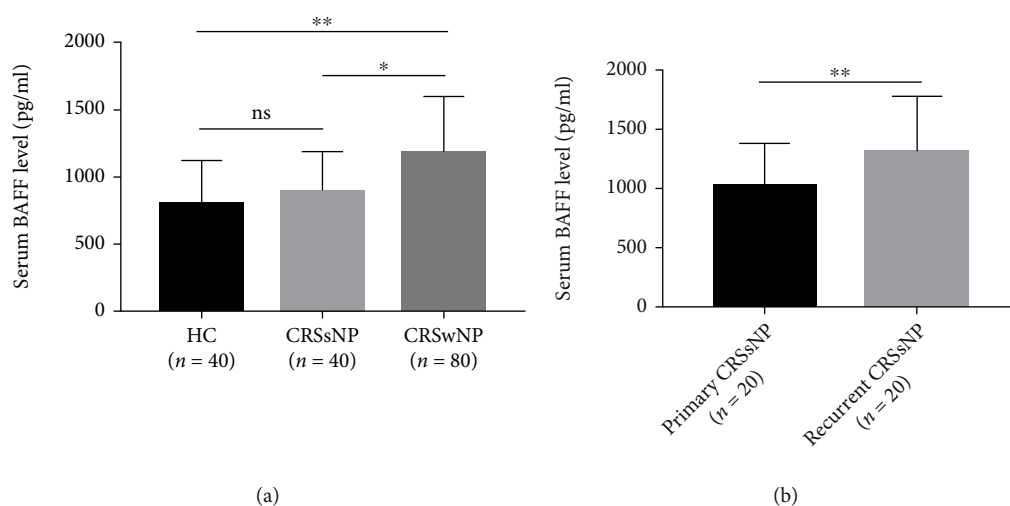 **
*
ns
2000
1500
1000
500
0
Serum BAFF level (pg/ml)
HC
(n = 40)
CRSsNP
(n = 40)
CRSwNP
(n = 80)
(a)
**
2000
1500
1000
500
0
Serum BAFF level (pg/ml)
Primary CRSsNP
(n = 20)
Recurrent CRSsNP
(n = 20)
(b)